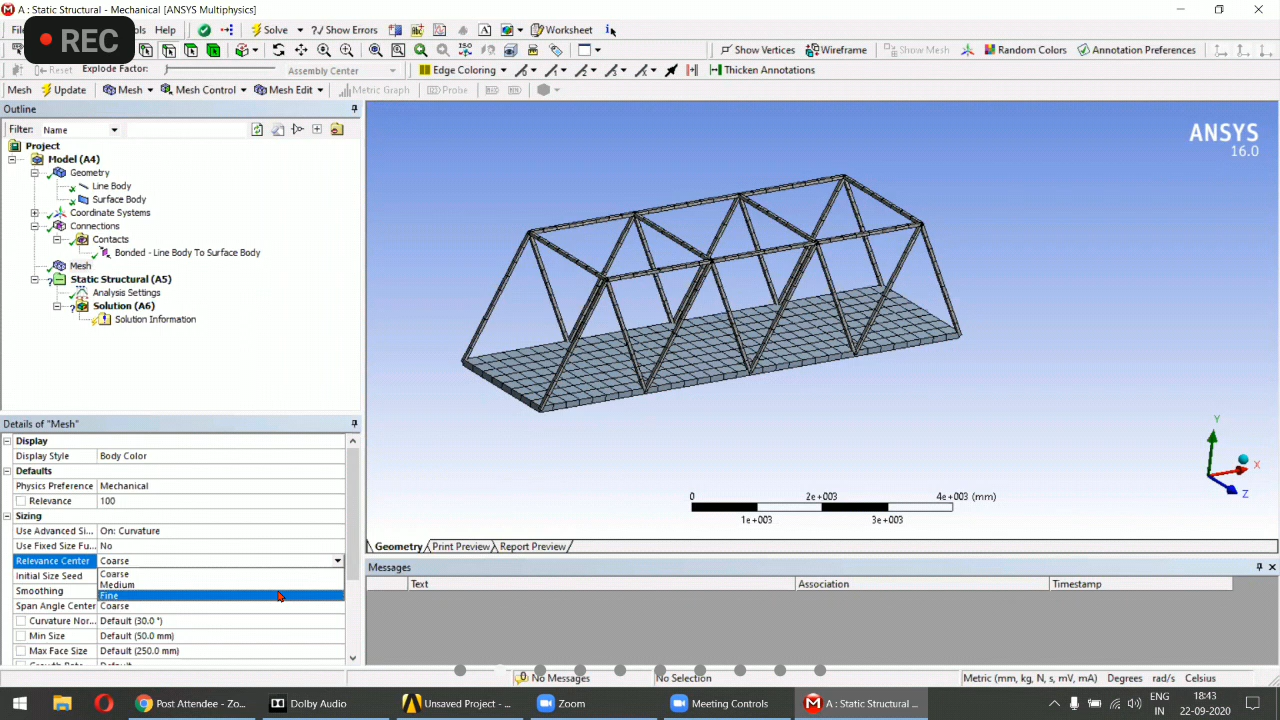 A : Static Structural - Mechanical [ANSYS Multiphysics]
REC
Help
Solve
?/Show Errors
Worksheet
Show Vertices
Wireframe
Show Mesh
Random Colors
Annotation Preferences
Reset
Explode Factor:
Assembly Center
Edge Coloring
Thicken Annotations
Mesh
Update
Mesh
Mesh Control
Mesh Edit
Metric Graph
Probe
Outline
Filter: Name
Project
Model (A4)
Geometry
Line Body
Surface Body
Coordinate Systems
Connections
Contacts
Bonded - Line Body To Surface Body
Mesh
Static Structural (A5)
Analysis Settings
Solution (A6)
Solution Information
ANSYS
16.0
Y
X
Z
0 2e+003 4e+003 (mm)
1e+003 3e+003
Geometry
Print Preview
Report Preview
Details of "Mesh"
Display
Display Style Body Color
Defaults
Physics Preference Mechanical
Relevance 100
Sizing
Use Advanced Si... On: Curvature
Use Fixed Size Fu... No
Relevance Center Coarse
Coarse
Initial Size Seed
Medium
Smoothing
Fine
Span Angle Center Coarse
Curvature Nor... Default (30.0 °)
Min Size Default (50.0 mm)
Max Face Size Default (250.0 mm)
Messages
Text Association Timestamp
0 No Messages
No Selection
Metric (mm, kg, N, s, mV, mA) Degrees rad/s Celsius
Post Attendee - Zo...
Dolby Audio
Unsaved Project - ...
Zoom
Meeting Controls
A : Static Structural ...
ENG
IN
18:43
22-09-2020